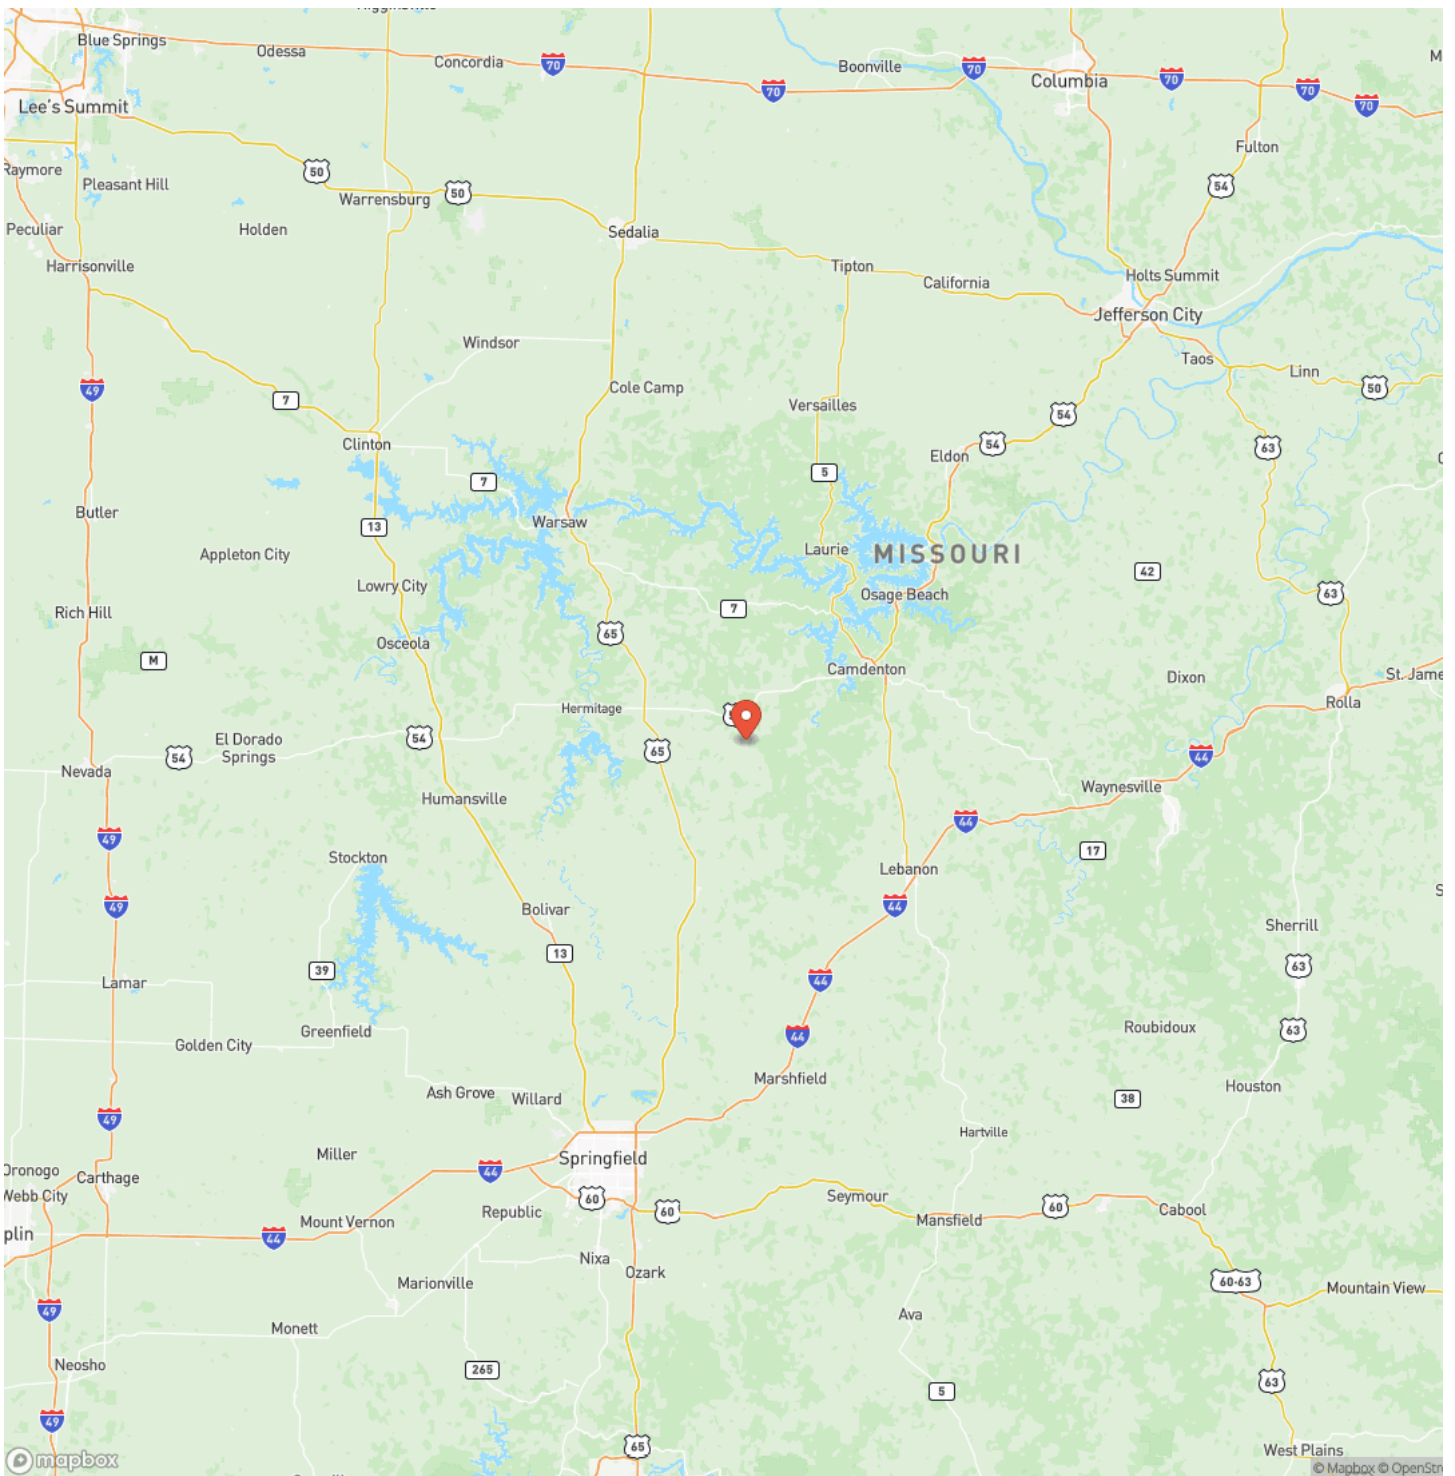 Blue Springs
Odessa
Concordia
70
70
Boonville
70
Columbia
70
70
70
Lee's Summit
50
50
Fulton
54
Raymore
Pleasant Hill
Warrensburg
Peculiar
Holden
Sedalia
Harrisonville
Tipton
California
Holts Summit
Jefferson City
Windsor
Taos
Linn
50
49
7
Cole Camp
Versailles
54
54
63
Clinton
Eldon
7
5
Butler
13
Warsaw
Appleton City
Laurie
MISSOURI
42
Lowry City
Osage Beach
63
Rich Hill
7
Osceola
65
M
Camdenton
Dixon
St. Jame
Rolla
Hermitage
El Dorado
Springs
54
54
65
44
Nevada
Humansville
Waynesville
49
44
17
Stockton
Lebanon
49
44
Bolivar
Sherrill
13
39
44
63
Lamar
Greenfield
Golden City
44
Roubidoux
63
Marshfield
Houston
Ash Grove
Willard
38
49
Hartville
Miller
Springfield
Oronogo
Webb City
Carthage
44
60
60
Seymour
60
Cabool
Republic
Mansfield
Mount Vernon
plin
44
Nixa
Ozark
60-63
Mountain View
Marionville
49
Ava
Monett
Neosho
265
5
63
49
65
West Plains
mapbox
© Mapbox © OpenStr